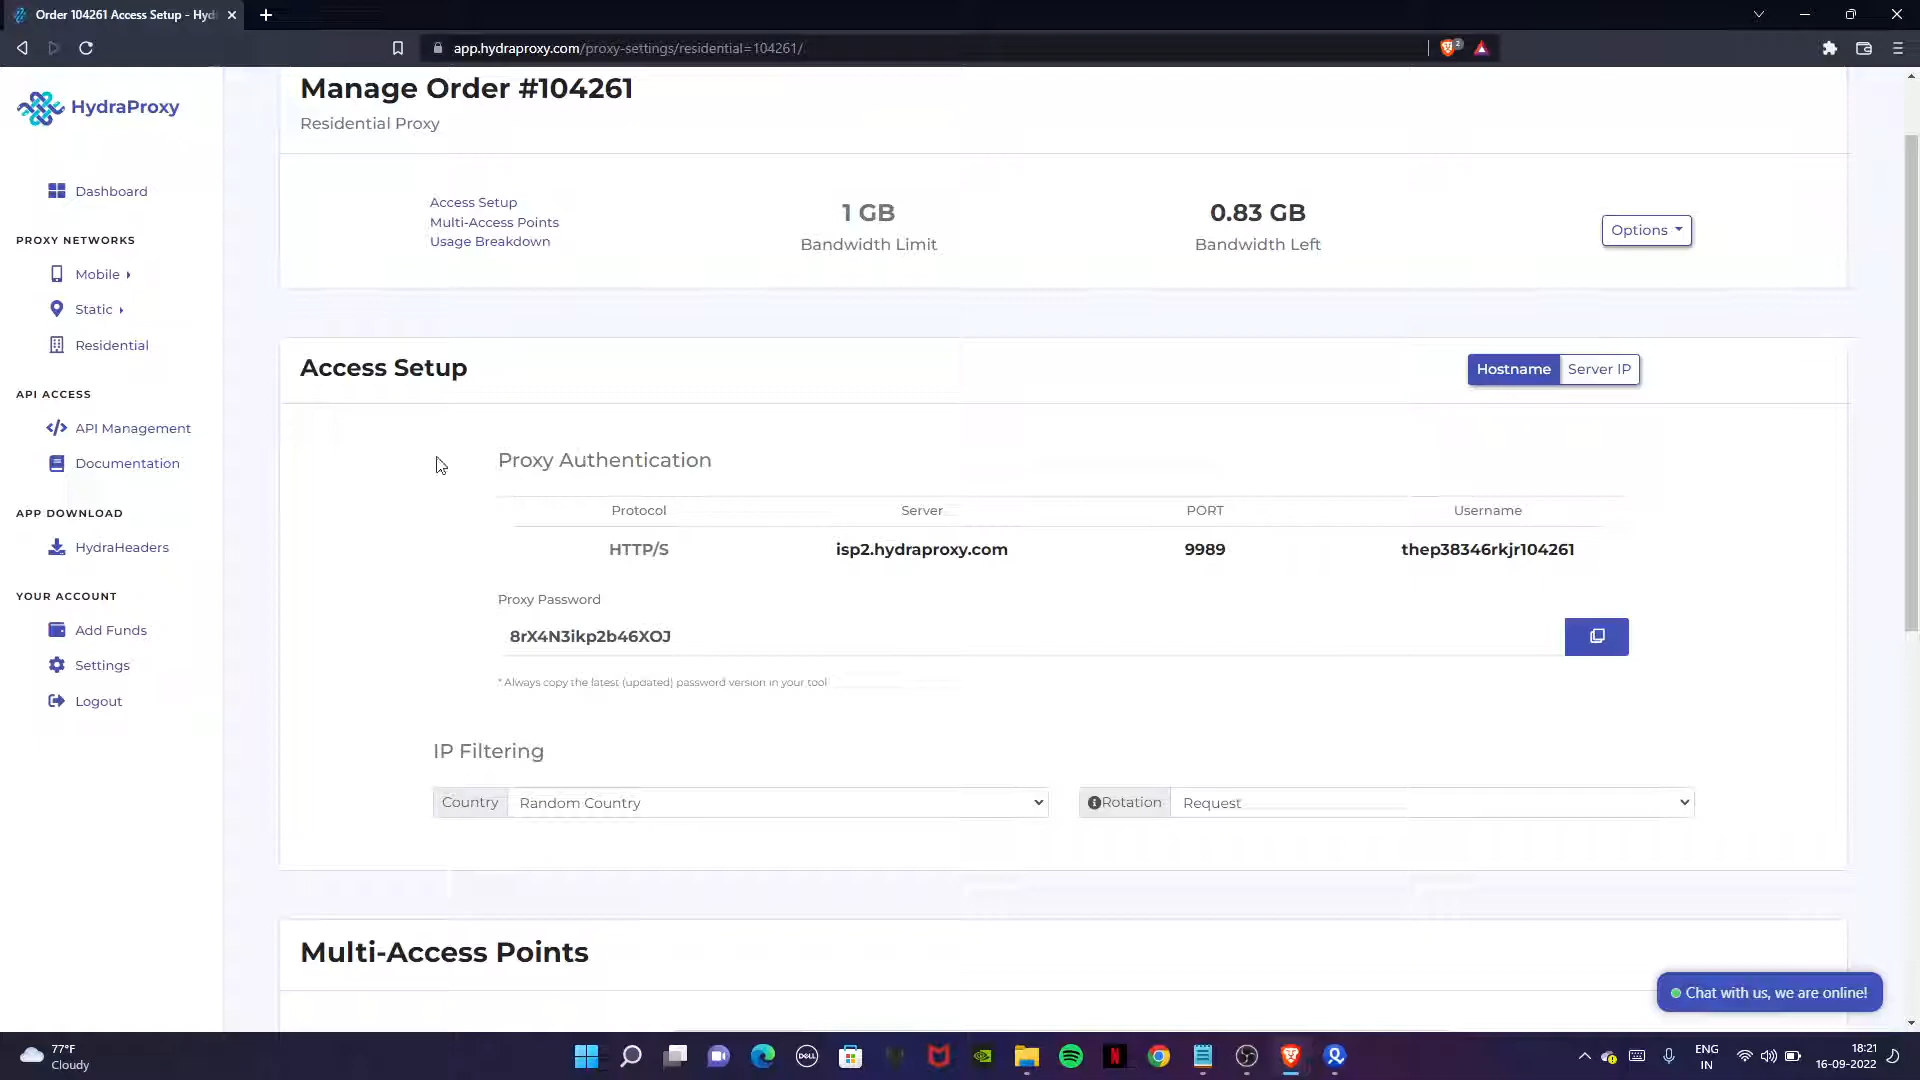 Order 104261 Access Setup - Hyd
app.hydraproxy.com/proxy-settings/residential=104261/
2
HydraProxy
Dashboard
PROXY NETWORKS
Mobile
Static
Residential
API ACCESS
API Management
Documentation
APP DOWNLOAD
HydraHeaders
YOUR ACCOUNT
Add Funds
Settings
Logout
Manage Order #104261
Residential Proxy
Access Setup
Multi-Access Points
Usage Breakdown
1 GB
Bandwidth Limit
0.83 GB
Bandwidth Left
Options
Access Setup
Hostname
Server IP
Proxy Authentication
Protocol Server PORT Username
HTTP/S isp2.hydraproxy.com 9989 thep38346rkjr104261
Proxy Password
8rX4N3ikp2b46XOJ
* Always copy the latest (updated) password version in your tool
IP Filtering
Country Random Country
Rotation Request
Multi-Access Points
Chat with us, we are online!
77°F
Cloudy
DELL
N
ENG
IN
18:21
16-09-2022